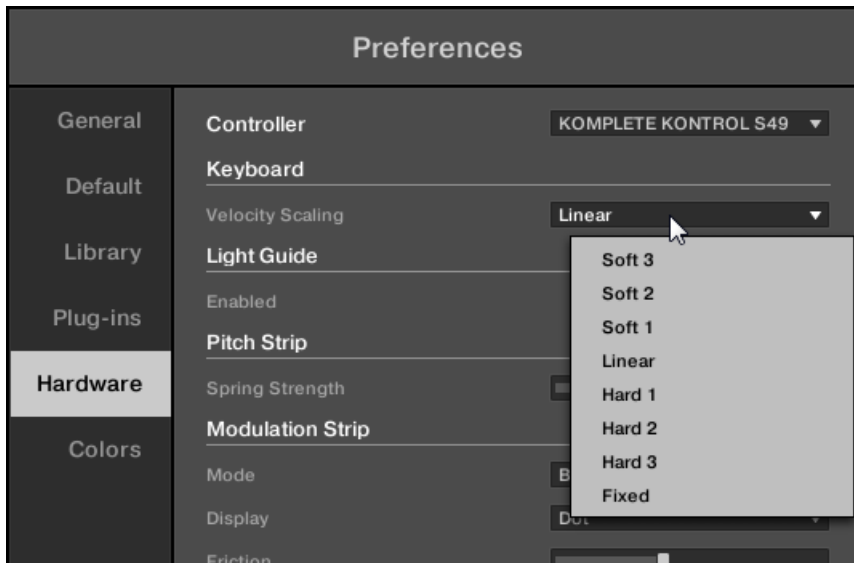 Preferences
General
Default
Library
Plug-ins
Hardware
Colors
Controller KOMPLETE KONTROL S49
Keyboard
Velocity Scaling Linear
Light Guide
Enabled
Pitch Strip
Spring Strength
Modulation Strip
Mode
Display Dot
Friction
Soft 3
Soft 2
Soft 1
Linear
Hard 1
Hard 2
Hard 3
Fixed